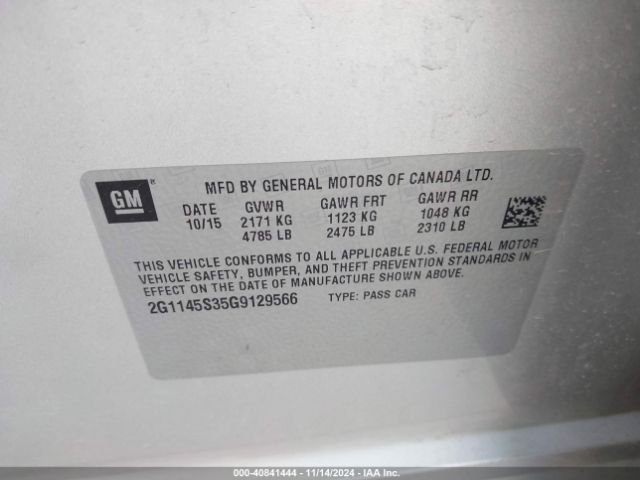 GM ®
MFD BY GENERAL MOTORS OF CANADA LTD.
DATE GVWR GAWR FRT GAWR RR
10/15 2171 KG 1123 KG 1048 KG
4785 LB 2475 LB 2310 LB
THIS VEHICLE CONFORMS TO ALL APPLICABLE U.S. FEDERAL MOTOR
VEHICLE SAFETY, BUMPER, AND THEFT PREVENTION STANDARDS IN
EFFECT ON THE DATE OF MANUFACTURE SHOWN ABOVE.
2G1145S35G9129566 TYPE: PASS CAR
000-40841444 - 11/14/2024 - IAA Inc.